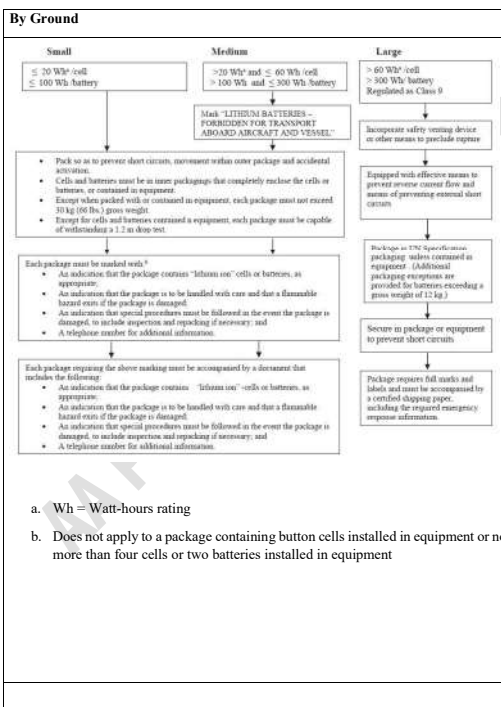 By Ground
Small
Medium
Large
≤ 20 Whᵃ /cell
≤ 100 Wh /battery
>20 Whᵃ and ≤ 60 Wh /cell
>100 Wh and ≤ 300 Wh /battery
> 60 Whᵃ /cell
> 300 Wh/ battery
Regulated as Class 9
Mark "LITHIUM BATTERIES –
FORBIDDEN FOR TRANSPORT
ABOARD AIRCRAFT AND VESSEL"
• Pack so as to prevent short circuits, movement within outer package and accidental
activation.
• Cells and batteries must be in inner packagings that completely enclose the cells or
batteries, or contained in equipment.
• Except when packed with or contained in equipment, each package must not exceed
30 kg (66 lbs.) gross weight.
• Except for cells and batteries contained n equipment, each package must be capable
of withstanding a 1.2 m drop test.
Each package must be marked with:ᵇ
• An indication that the package contains "lithium ion" cells or batteries, as
appropriate;
• An indication that the package is to be handled with care and that a flammable
hazard exits if the package is damaged;
• An indication that special procedures must be followed in the event the package is
damaged, to include inspection and repacking if necessary; and
• A telephone number for additional information.
Each package requiring the above marking must be accompanied by a document that
includes the following:
• An indication that the package contains "lithium ion" -cells or batteries, as
appropriate;
• An indication that the package is to be handled with care and that a flammable
hazard exits if the package is damaged;
• An indication that special procedures must be followed in the event the package is
damaged, to include inspection and repacking if necessary; and
• A telephone number for additional information.
Incorporate safety venting device
or other means to preclude rupture
Equipped with effective means to
prevent reverse current flow and
means of preventing external short
circuits
Package in UN Specification
packaging unless contained in
equipment . (Additional
packaging exceptions are
provided for batteries exceeding a
gross weight of 12 kg.)
Secure in package or equipment
to prevent short circuits
Package requires full marks and
labels and must be accompanied by
a certified shipping paper,
including the required emergency
response information.
a. Wh = Watt-hours rating
b. Does not apply to a package containing button cells installed in equipment or no
more than four cells or two batteries installed in equipment